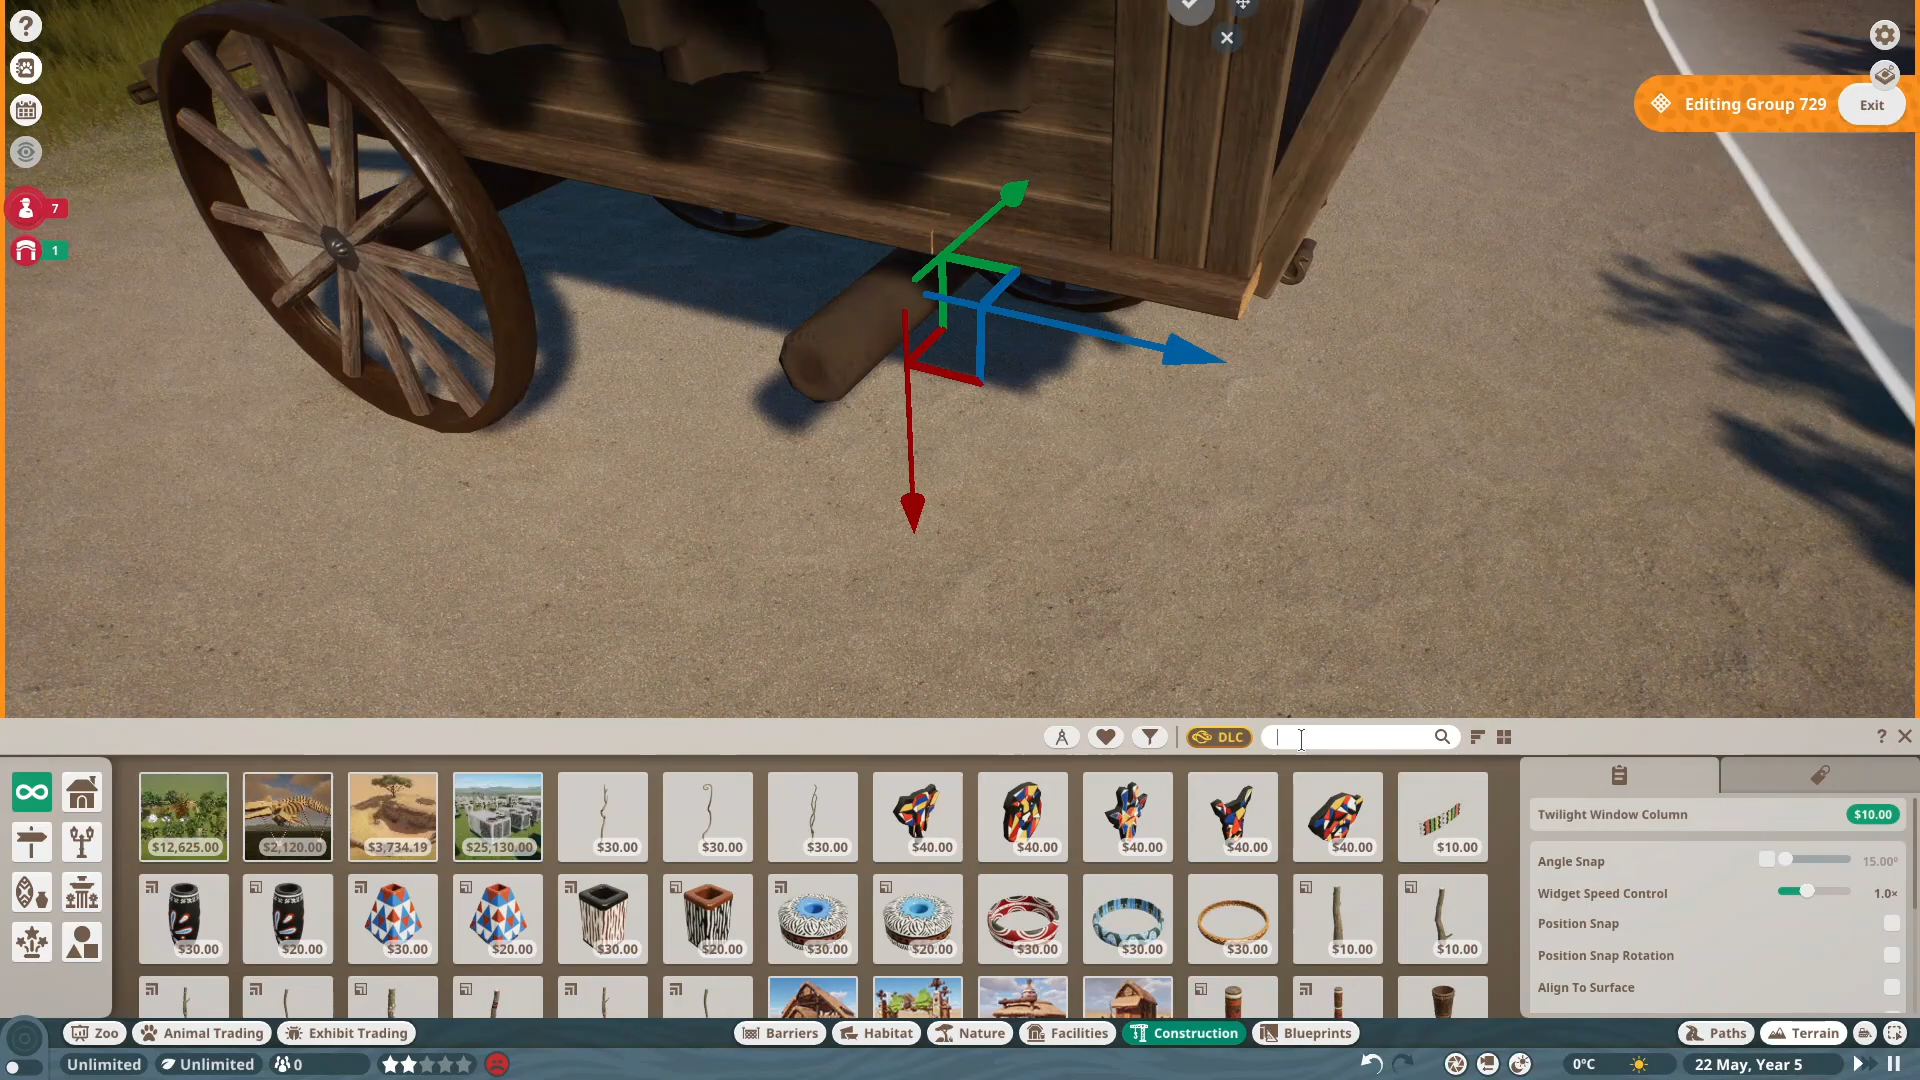 ?
Editing Group 729
Exit
7
1
DLC
?
$12,625.00
$2,120.00
$3,734.19
$25,130.00
$30.00
$30.00
$30.00
$40.00
$40.00
$40.00
$40.00
$40.00
$10.00
$30.00
$20.00
$30.00
$20.00
$30.00
$20.00
$30.00
$20.00
$30.00
$30.00
$30.00
$10.00
$10.00
Twilight Window Column
$10.00
Angle Snap
15.00°
Widget Speed Control
1.0×
Position Snap
Position Snap Rotation
Align To Surface
Zoo
Animal Trading
Exhibit Trading
Barriers
Habitat
Nature
Facilities
Construction
Blueprints
Paths
Terrain
Unlimited
Unlimited
0
0°C
22 May, Year 5